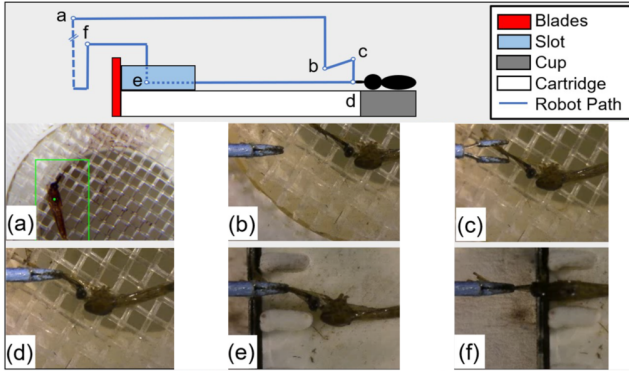 a
f
b
c
e
d
Blades
Slot
Cup
Cartridge
Robot Path
(a)
(b)
(c)
(d)
(e)
(f)